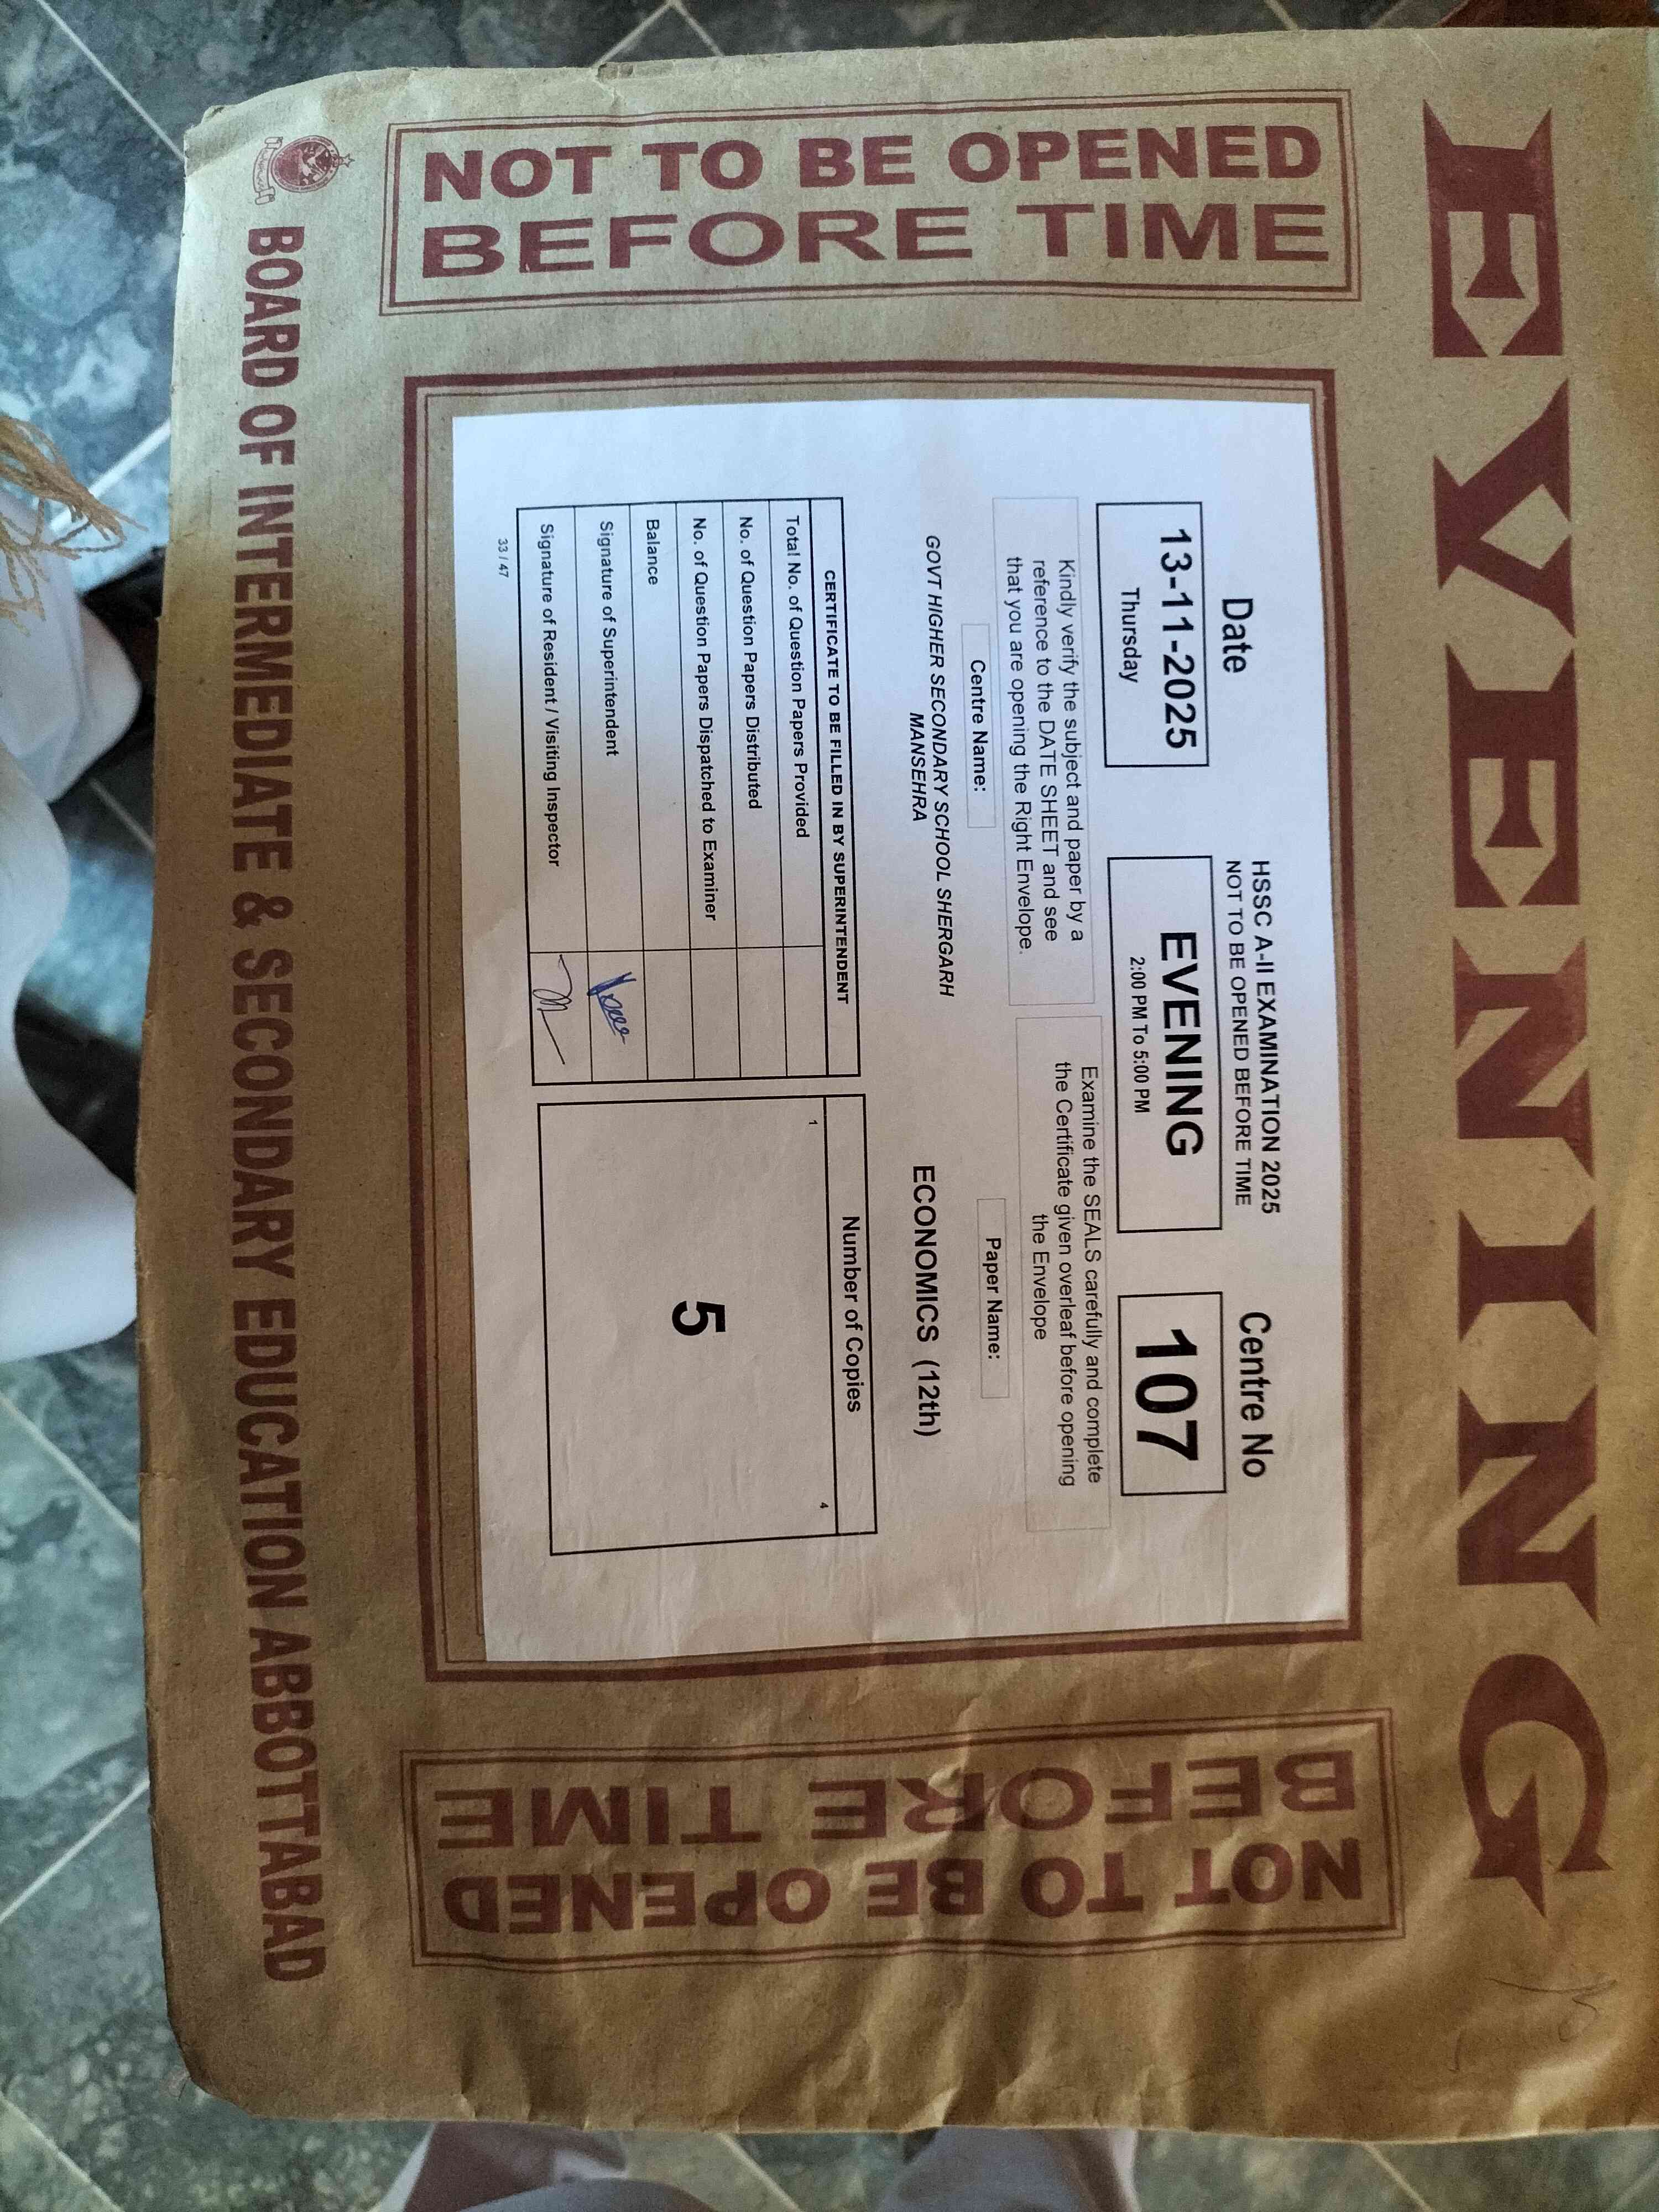 EVENING
NOT TO BE OPENED
BEFORE TIME
Date
13-11-2025
Thursday
HSSC A-II EXAMINATION 2025
NOT TO BE OPENED BEFORE TIME
EVENING
2:00 PM To 5:00 PM
Centre No
107
Kindly verify the subject and paper by a
reference to the DATE SHEET and see
that you are opening the Right Envelope.
Examine the SEALS carefully and complete
the Certificate given overleaf before opening
the Envelope
Centre Name:
GOVT HIGHER SECONDARY SCHOOL SHERGARH
MANSEHRA
Paper Name:
ECONOMICS (12th)
CERTIFICATE TO BE FILLED IN BY SUPERINTENDENT
Total No. of Question Papers Provided
No. of Question Papers Distributed
No. of Question Papers Dispatched to Examiner
Balance
Signature of Superintendent
Signature of Resident / Visiting Inspector
33 / 47
Number of Copies
1
4
5
NOT TO BE OPENED
BEFORE TIME
BOARD OF INTERMEDIATE & SECONDARY EDUCATION ABBOTTABAD